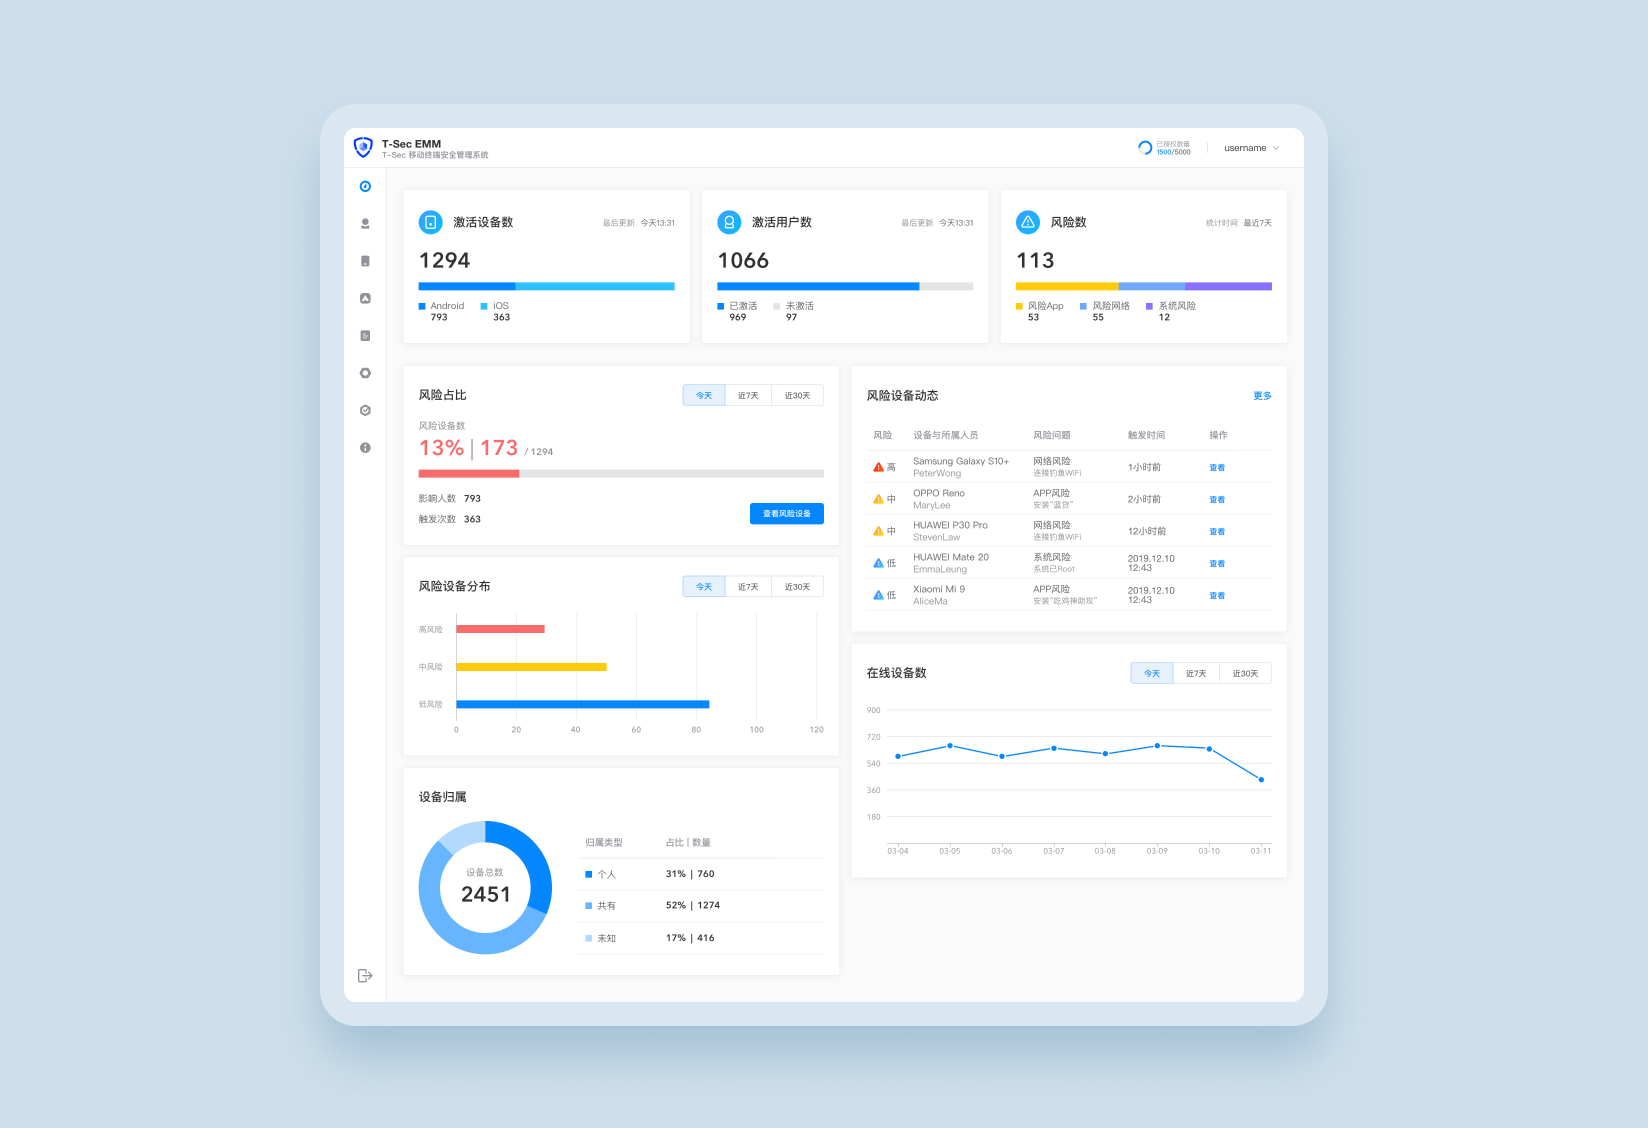 T-Sec EMM
T-Sec 移动终端安全管理系统
已授权数量
1500/5000
username
激活设备数
最后更新 今天13:31
1294
Android
793
iOS
363
激活用户数
最后更新 今天13:31
1066
已激活
969
未激活
97
风险数
统计时间 最近7天
113
风险App
53
风险网络
55
系统风险
12
风险占比
今天 近7天 近30天
风险设备数
13% | 173 / 1294
影响人数 793
触发次数 363
查看风险设备
风险设备动态
更多
风险 设备与所属人员 风险问题 触发时间 操作
高 Samsung Galaxy S10+ 网络风险 1小时前 查看
PeterWong 连接钓鱼WiFi
中 OPPO Reno APP风险 2小时前 查看
MaryLee 安装“蓝贷”
中 HUAWEI P30 Pro 网络风险 12小时前 查看
StevenLaw 连接钓鱼WiFi
低 HUAWEI Mate 20 系统风险 2019.12.10 查看
EmmaLeung 系统已Root 12:43
低 Xiaomi Mi 9 APP风险 2019.12.10 查看
AliceMa 安装“吃鸡神助攻” 12:43
风险设备分布
今天 近7天 近30天
高风险
中风险
低风险
0 20 40 60 80 100 120
在线设备数
今天 近7天 近30天
900
720
540
360
180
03-04 03-05 03-06 03-07 03-08 03-09 03-10 03-11
设备归属
设备总数
2451
归属类型 占比 | 数量
个人 31% | 760
共有 52% | 1274
未知 17% | 416